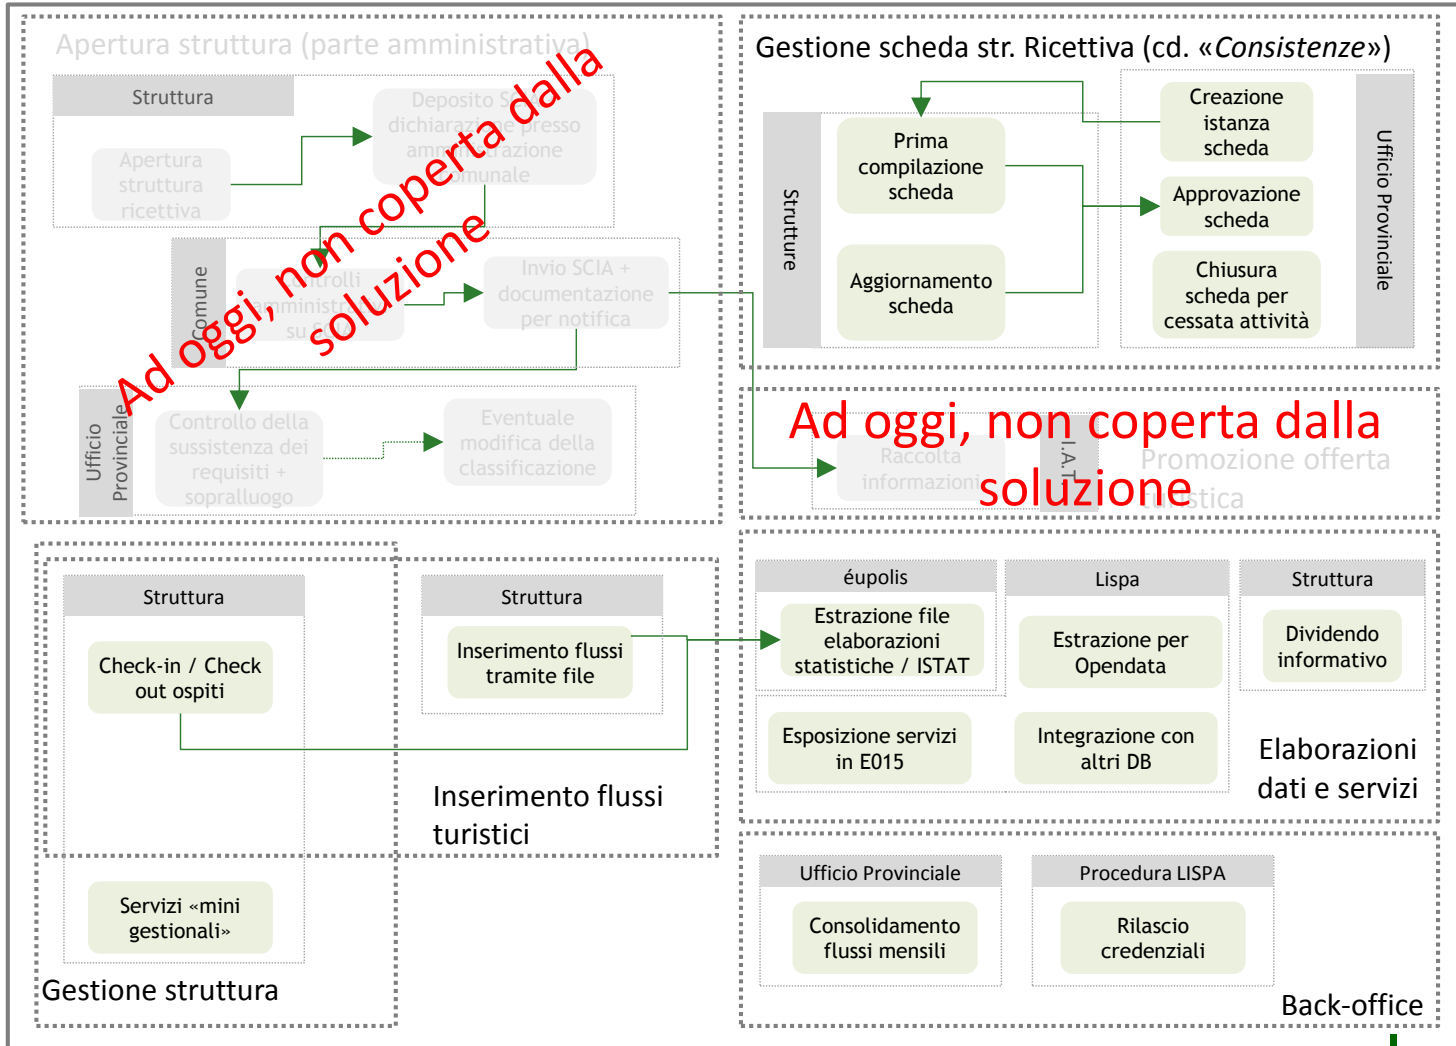 Apertura struttura (parte amministrativa)
Struttura
Apertura
struttura
ricettiva
Deposito SCIA
dichiarazione presso
amministrazione
comunale
Comune
Controlli
amministrativi
su SCIA
Invio SCIA +
documentazione
per notifica
Ufficio
Provinciale
Controllo della
sussistenza dei
requisiti +
sopralluogo
Eventuale
modifica della
classificazione
Ad oggi, non coperta dalla
soluzione
Gestione scheda str. Ricettiva (cd. «Consistenze»)
Strutture
Prima
compilazione
scheda
Aggiornamento
scheda
Creazione
istanza
scheda
Approvazione
scheda
Chiusura
scheda per
cessata attività
Ufficio Provinciale
Ad oggi, non coperta dalla
soluzione
Raccolta
informazioni
I.A.T.
Promozione offerta
turistica
Struttura
Check-in / Check
out ospiti
Servizi «mini
gestionali»
Gestione struttura
Struttura
Inserimento flussi
tramite file
Inserimento flussi
turistici
éupolis
Estrazione file
elaborazioni
statistiche / ISTAT
Esposizione servizi
in E015
Lispa
Estrazione per
Opendata
Integrazione con
altri DB
Struttura
Dividendo
informativo
Elaborazioni
dati e servizi
Ufficio Provinciale
Consolidamento
flussi mensili
Procedura LISPA
Rilascio
credenziali
Back-office